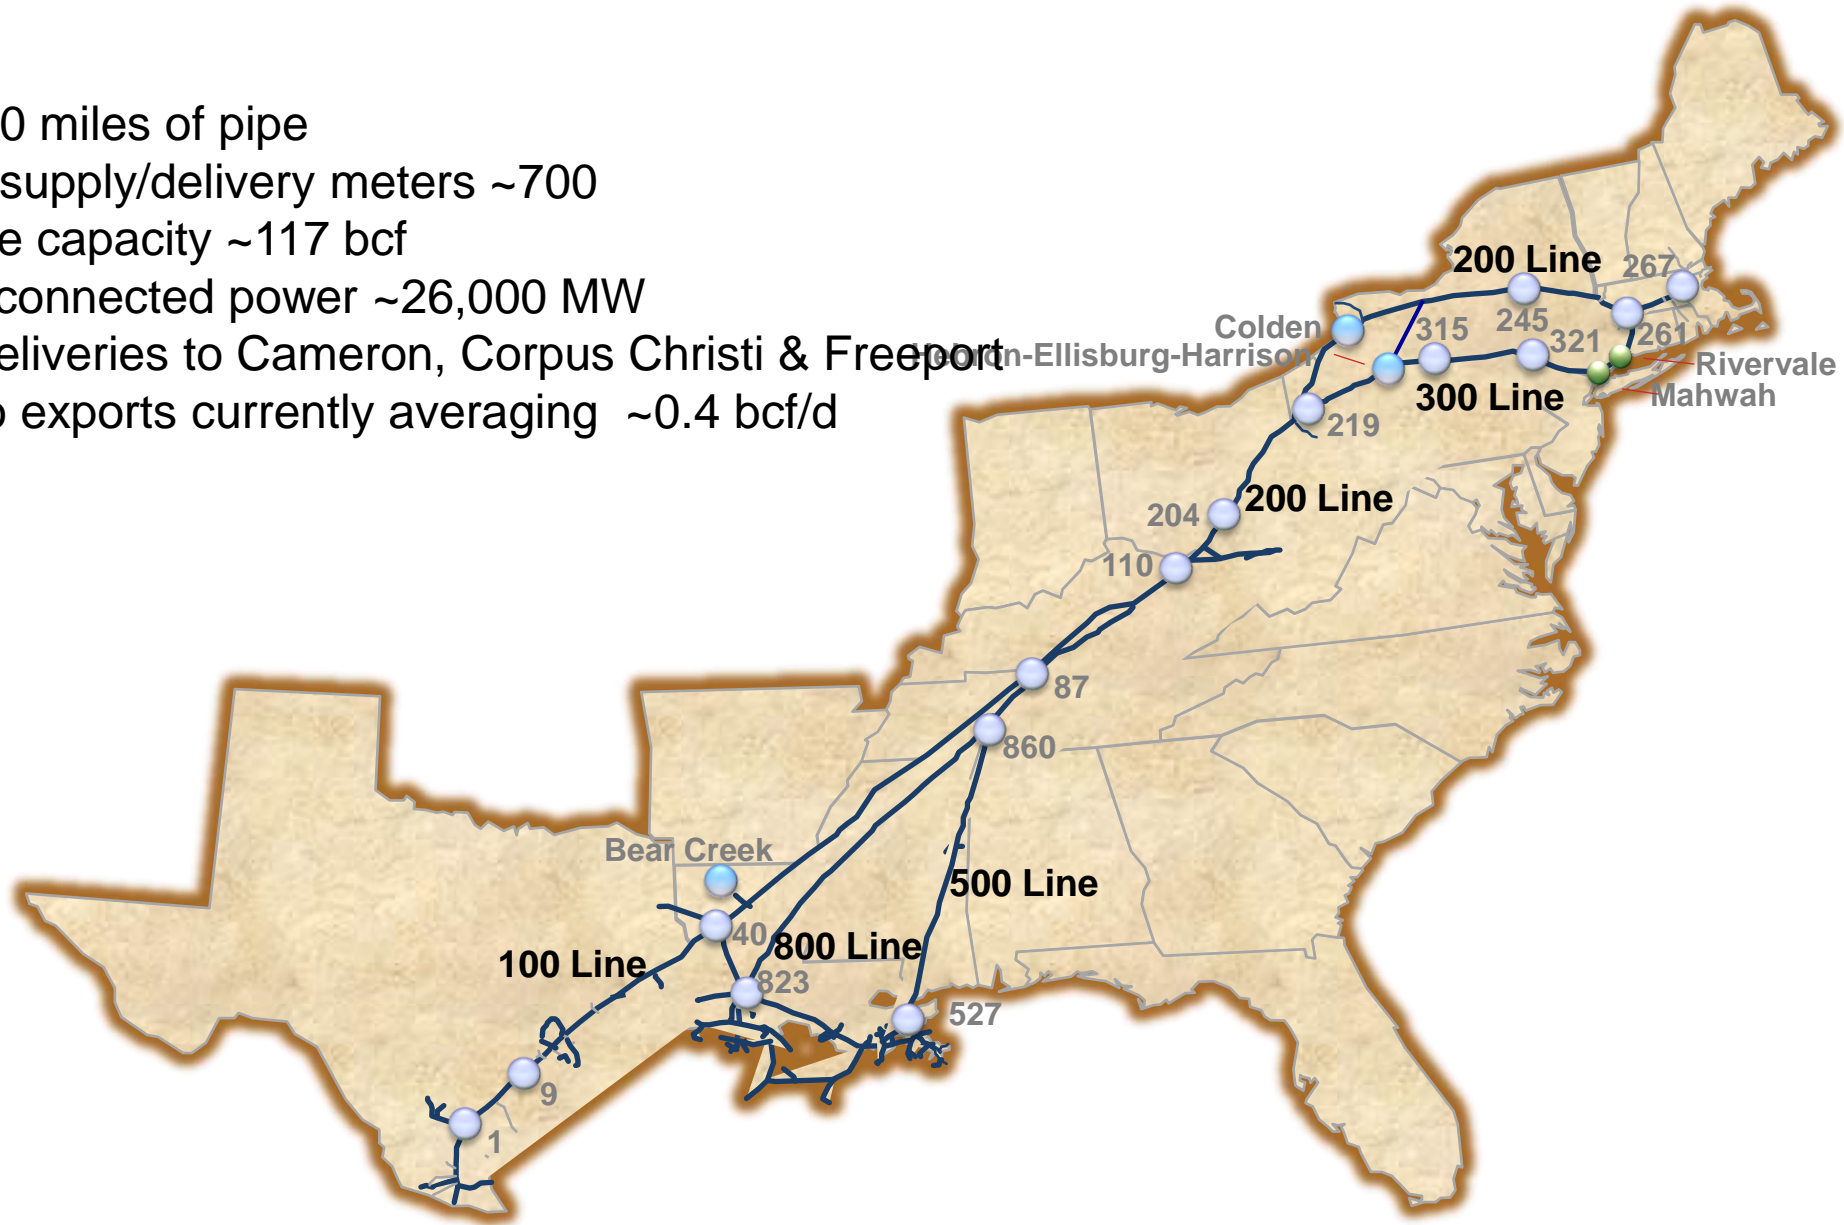 0 miles of pipe
supply/delivery meters ~700
e capacity ~117 bcf
connected power ~26,000 MW
eliveries to Cameron, Corpus Christi & Freeport
exports currently averaging ~0.4 bcf/d
200 Line
267
Colden
315
245
321
261
Hebron-Ellisburg-Harrison
Rivervale
300 Line
Mahwah
219
200 Line
204
110
87
860
Bear Creek
500 Line
40
800 Line
100 Line
823
527
9
1